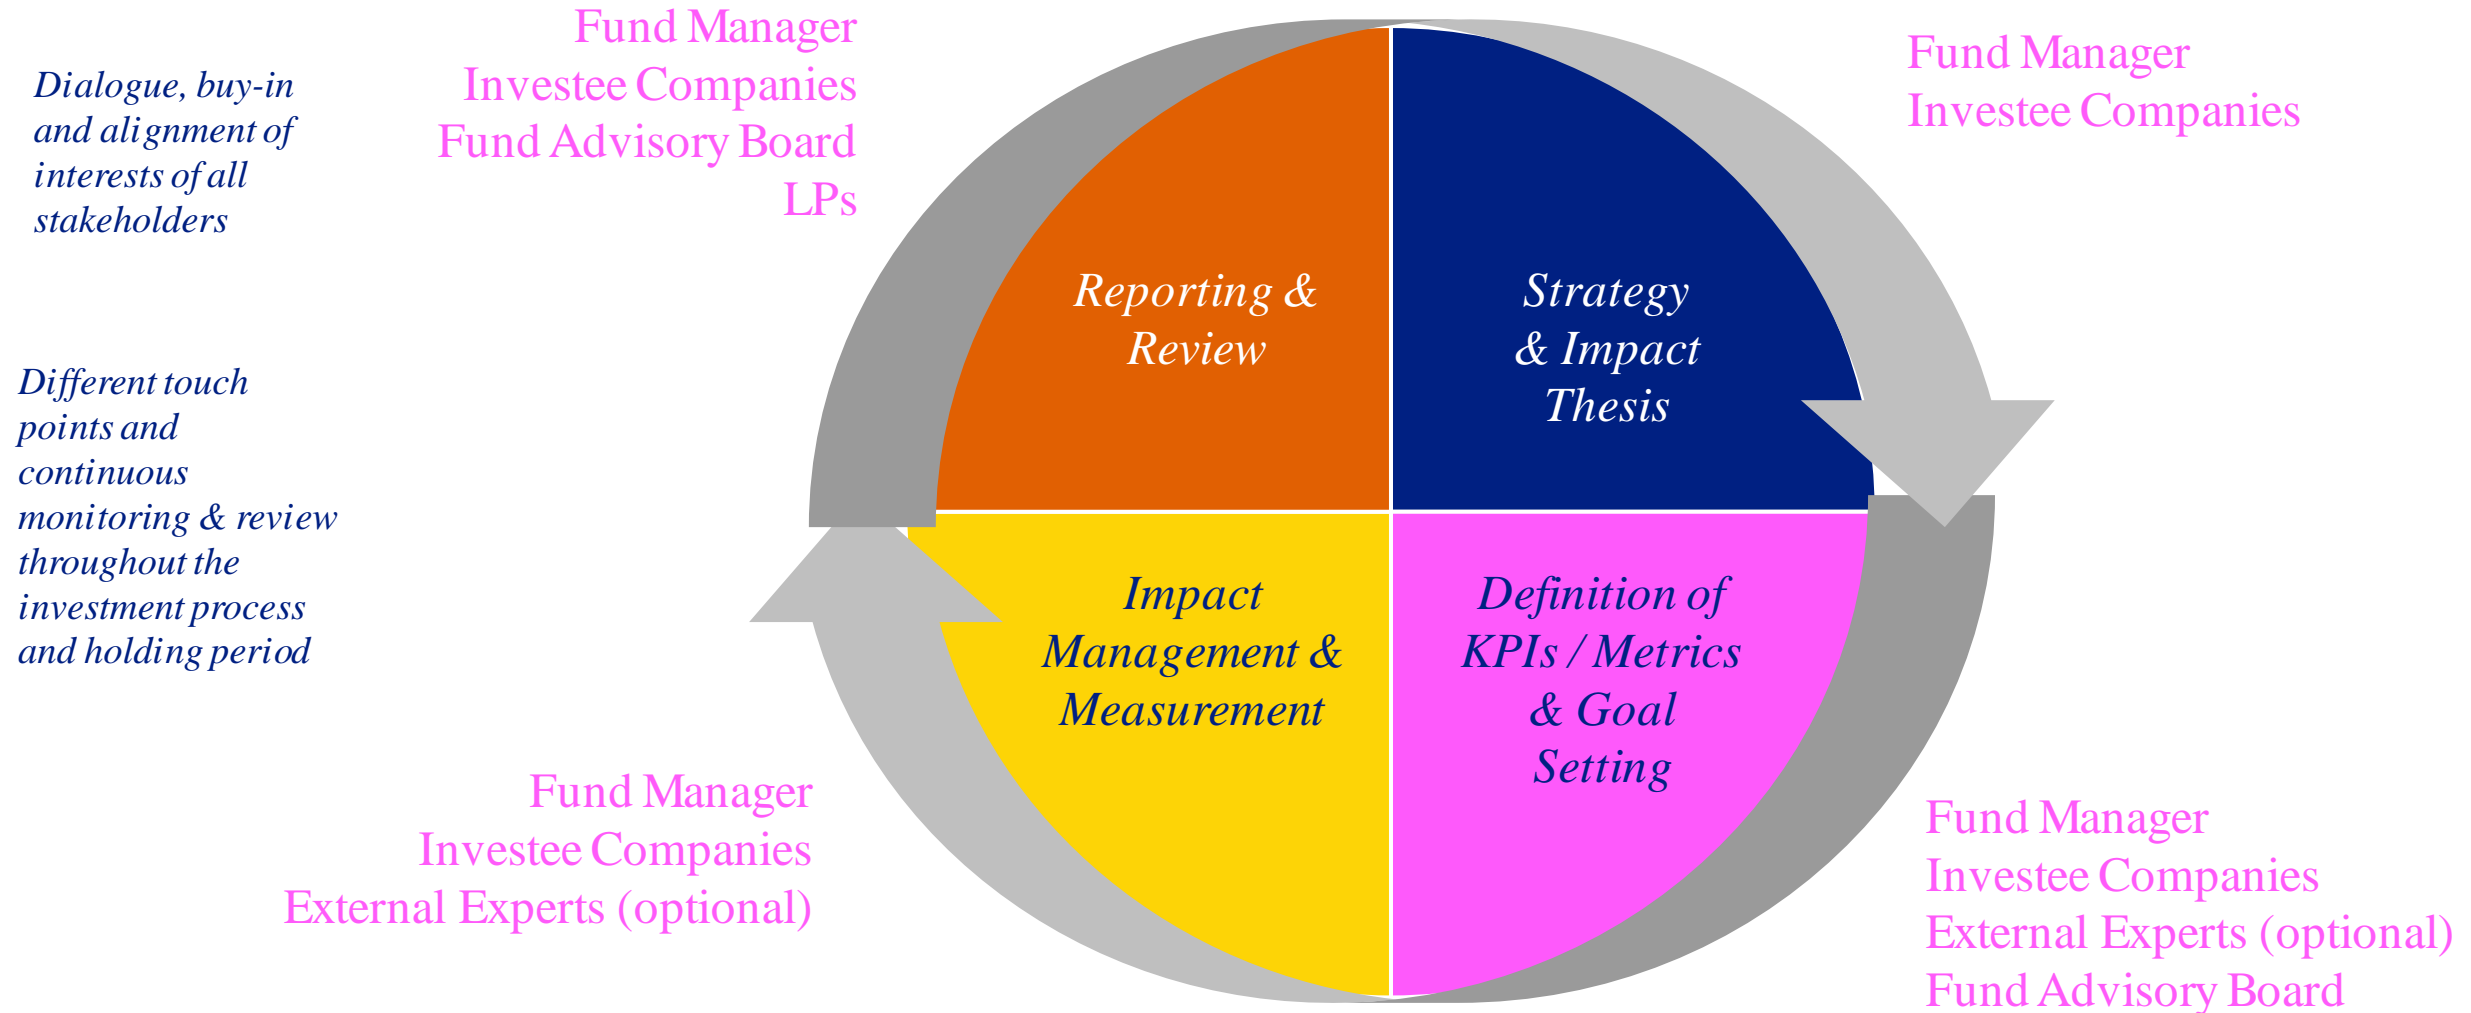 Dialogue, buy-in
and alignment of
interests of all
stakeholders
Different touch
points and
continuous
monitoring & review
throughout the
investment process
and holding period
Fund Manager
Investee Companies
Fund Advisory Board
LPs
Fund Manager
Investee Companies
Reporting &
Review
Strategy
& Impact
Thesis
Impact
Management &
Measurement
Definition of
KPIs / Metrics
& Goal
Setting
Fund Manager
Investee Companies
External Experts (optional)
Fund Manager
Investee Companies
External Experts (optional)
Fund Advisory Board